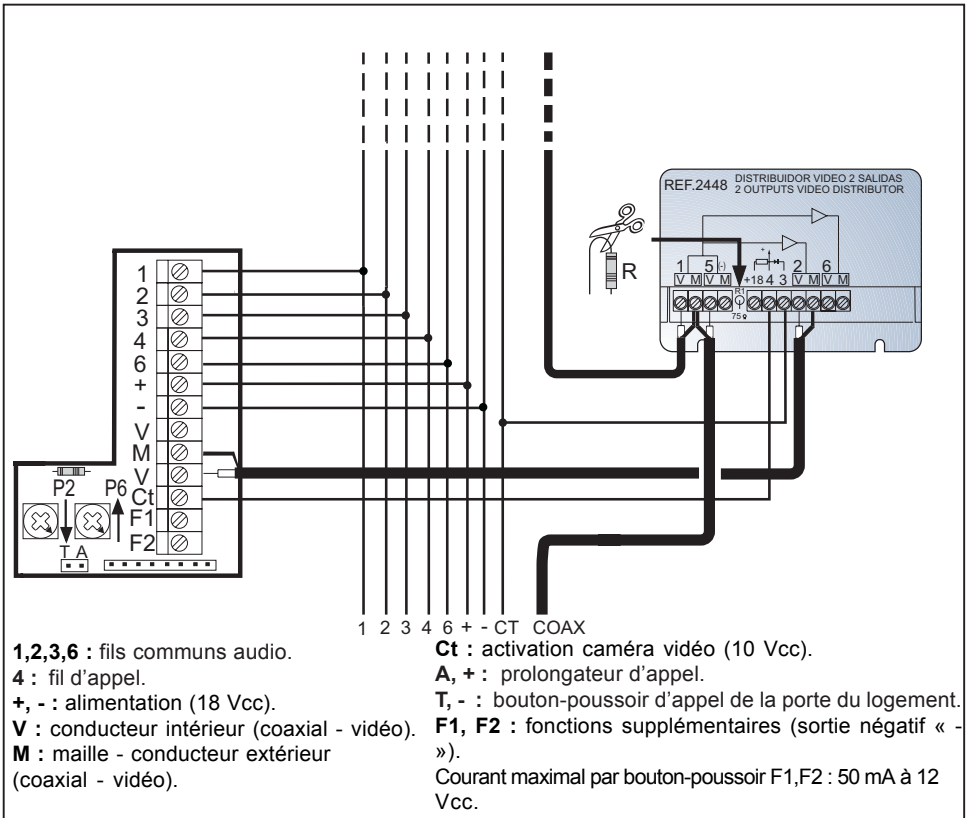 REF.2448 DISTRIBUIDOR VIDEO 2 SALIDAS
2 OUTPUTS VIDEO DISTRIBUTOR
R
1 5 (-) + 2 6
V M V M +18 4 3 V M V M
R1
75Ω
1
2
3
4
6
+
-
V
M
V
Ct
F1
F2
P2 P6
T A
1 2 3 4 6 + - CT COAX
1,2,3,6 : fils communs audio.
4 : fil d'appel.
+, - : alimentation (18 Vcc).
V : conducteur intérieur (coaxial - vidéo).
M : maille - conducteur extérieur
(coaxial - vidéo).
Ct : activation caméra vidéo (10 Vcc).
A, + : prolongateur d'appel.
T, - : bouton-poussoir d'appel de la porte du logement.
F1, F2 : fonctions supplémentaires (sortie négatif « -
»).
Courant maximal par bouton-poussoir F1,F2 : 50 mA à 12
Vcc.